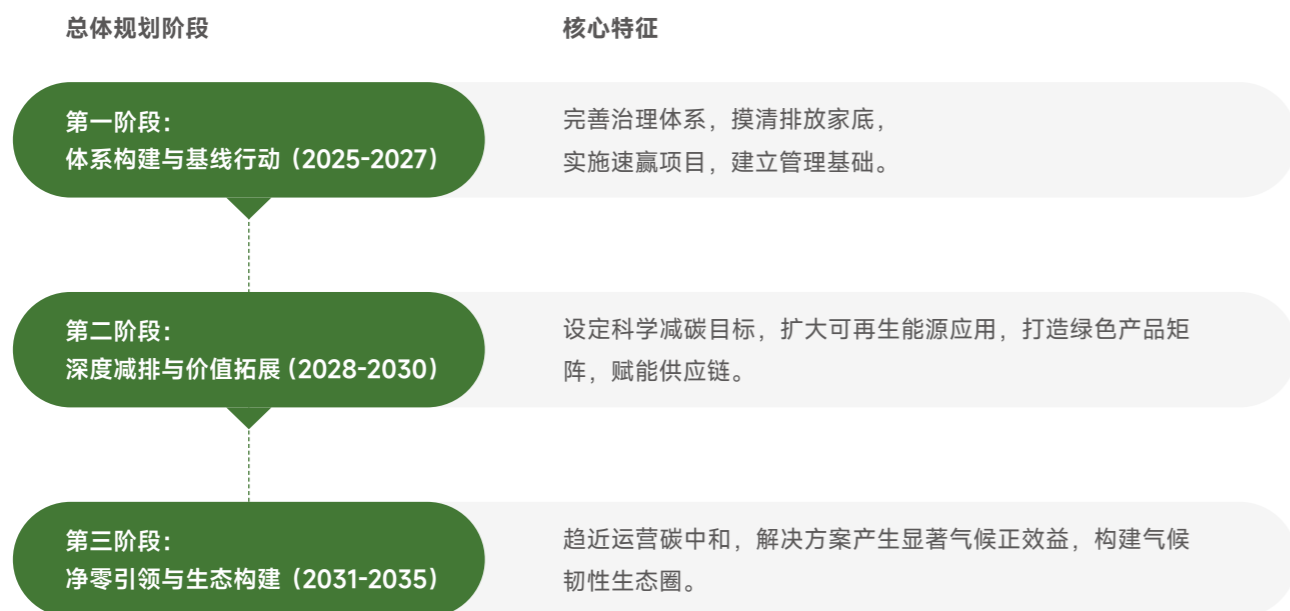 总体规划阶段
核心特征
第一阶段：
体系构建与基线行动（2025-2027）
完善治理体系，摸清排放家底，
实施速赢项目，建立管理基础。
第二阶段：
深度减排与价值拓展（2028-2030）
设定科学减碳目标，扩大可再生能源应用，打造绿色产品矩
阵，赋能供应链。
第三阶段：
净零引领与生态构建（2031-2035）
趋近运营碳中和，解决方案产生显著气候正效益，构建气候
韧性生态圈。